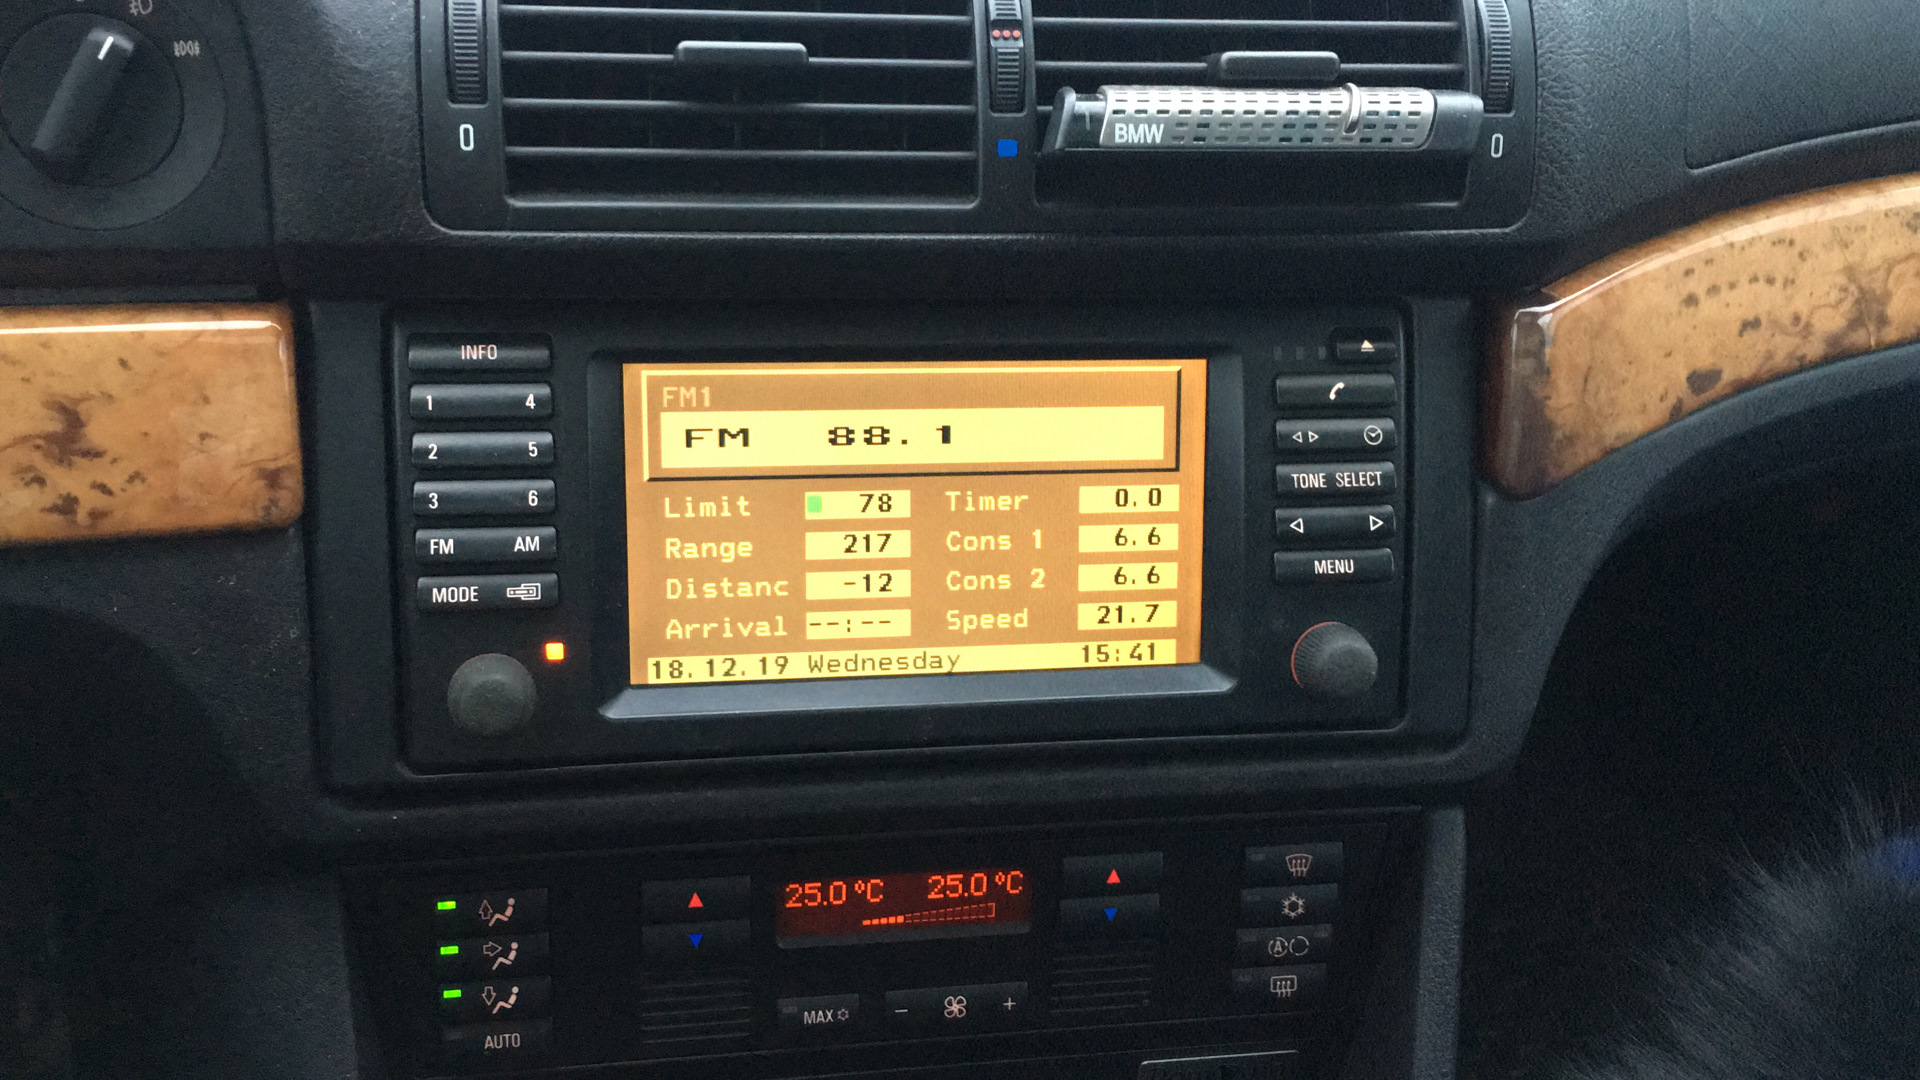 0
BMW
0
INFO
1 4
2 5
3 6
FM AM
MODE
FM1
FM 88.1
Limit 78 Timer 0.0
Range 217 Cons 1 6.6
Distanc -12 Cons 2 6.6
Arrival --:-- Speed 21.7
18.12.19 Wednesday 15:41
TONE SELECT
MENU
25.0°C 25.0°C
A
MAX
- +
AUTO